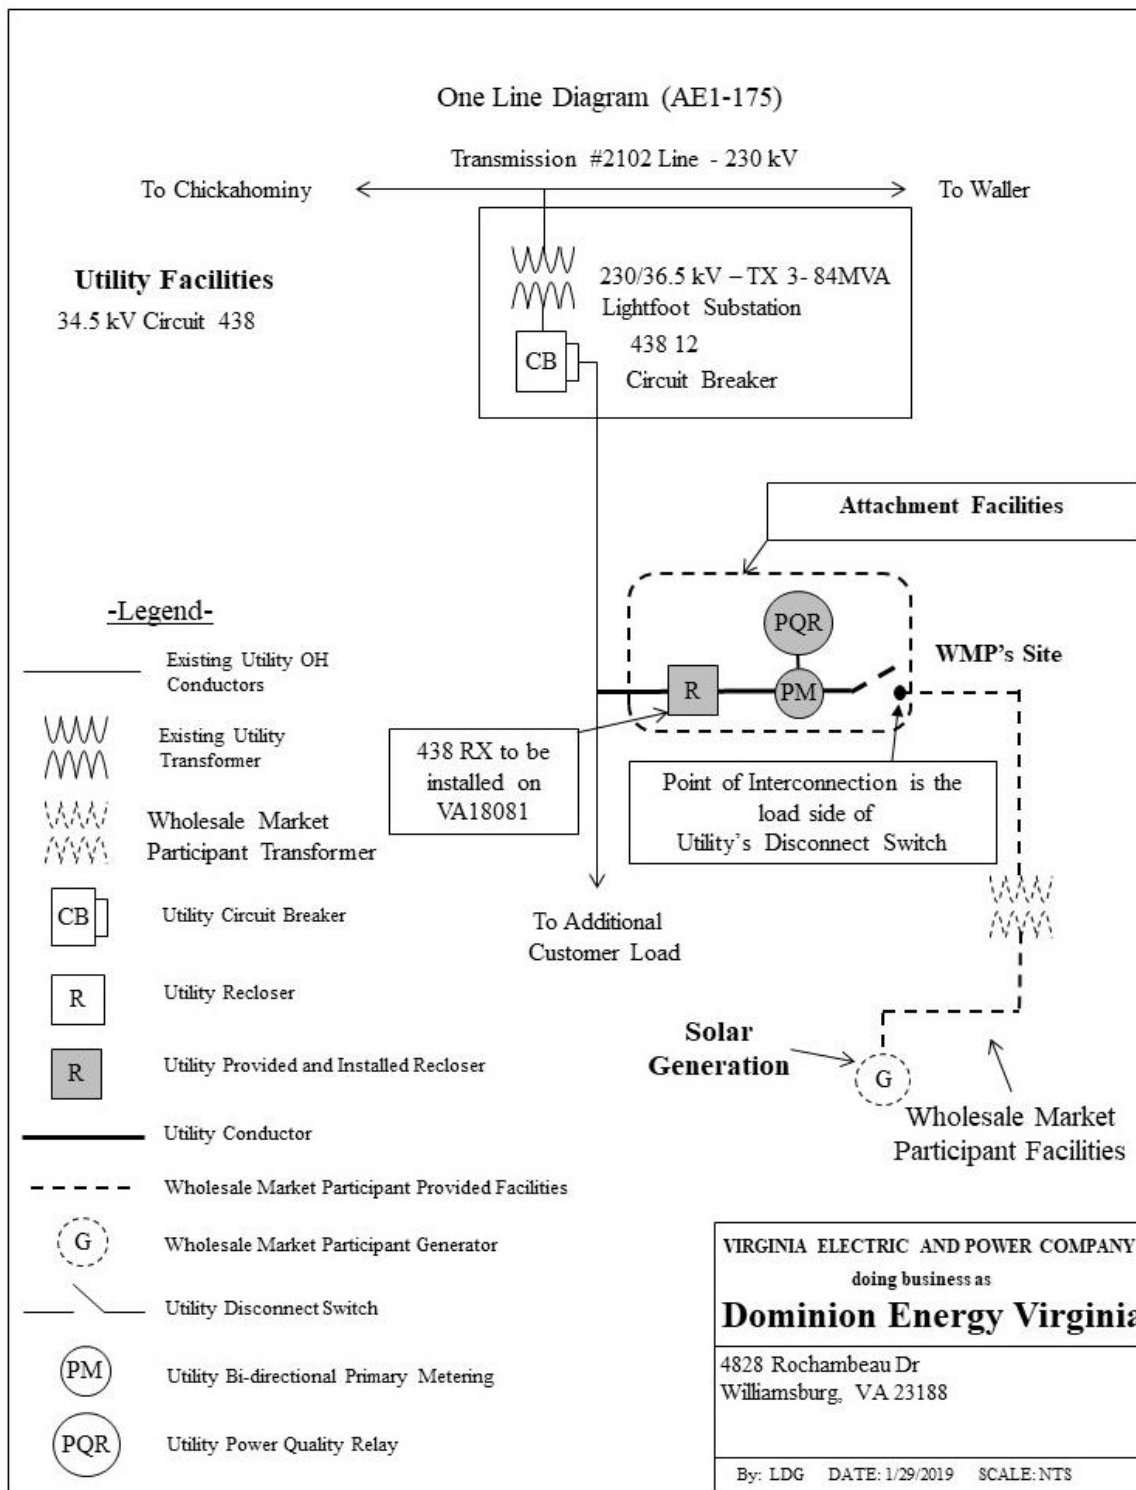 One Line Diagram (AE1-175)
Transmission #2102 Line - 230 kV
To Chickahominy
To Waller
Utility Facilities
34.5 kV Circuit 438
230/36.5 kV – TX 3- 84MVA
Lightfoot Substation
438 12
CB
Circuit Breaker
Attachment Facilities
PQR
WMP's Site
R
PM
438 RX to be
installed on
VA18081
Point of Interconnection is the
load side of
Utility's Disconnect Switch
To Additional
Customer Load
Solar
Generation
G
Wholesale Market
Participant Facilities
-Legend-
Existing Utility OH
Conductors
Existing Utility
Transformer
Wholesale Market
Participant Transformer
CB
Utility Circuit Breaker
R
Utility Recloser
R
Utility Provided and Installed Recloser
Utility Conductor
Wholesale Market Participant Provided Facilities
G
Wholesale Market Participant Generator
Utility Disconnect Switch
PM
Utility Bi-directional Primary Metering
PQR
Utility Power Quality Relay
VIRGINIA ELECTRIC AND POWER COMPANY
doing business as
Dominion Energy Virginia
4828 Rochambeau Dr
Williamsburg, VA 23188
By: LDG DATE: 1/29/2019 SCALE: NTS